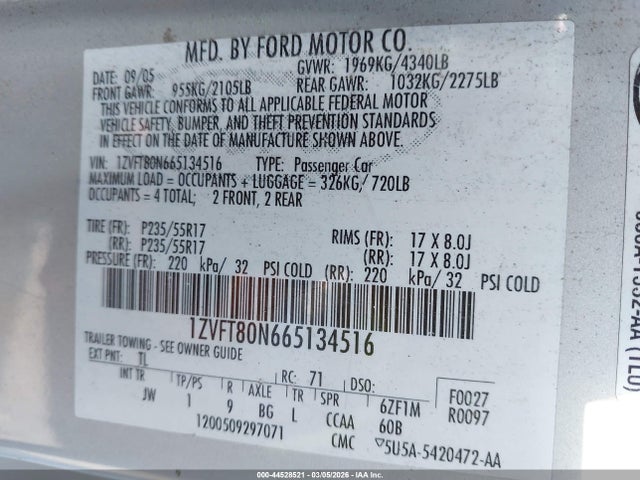 MFD. BY FORD MOTOR CO.
DATE: 09/05 GVWR: 1969KG/4340LB
FRONT GAWR: 955KG/2105LB REAR GAWR: 1032KG/2275LB
THIS VEHICLE CONFORMS TO ALL APPLICABLE FEDERAL MOTOR
VEHICLE SAFETY, BUMPER, AND THEFT PREVENTION STANDARDS
IN EFFECT ON THE DATE OF MANUFACTURE SHOWN ABOVE.
VIN: 1ZVFT80N665134516 TYPE: Passenger Car
MAXIMUM LOAD = OCCUPANTS + LUGGAGE = 326KG/720LB
OCCUPANTS = 4 TOTAL; 2 FRONT, 2 REAR
TIRE (FR): P235/55R17 RIMS (FR): 17 X 8.0J
(RR): P235/55R17 (RR): 17 X 8.0J
PRESSURE (FR): 220 kPa/ 32 PSI COLD (RR): 220 kPa/ 32 PSI COLD
1ZVFT80N665134516
TRAILER TOWING - SEE OWNER GUIDE
EXT PNT: TL RC: 71 DSO: F0027
INT TR TP/PS R AXLE TR SPR 6ZF1M R0097
JW 1 9 BG L CCAA 60B
1200509297071 CMC 5U5A-5420472-AA
000-44528521 - 03/05/2026 - IAAI.COM